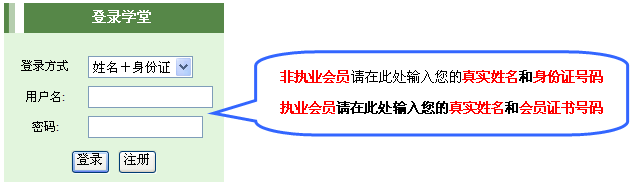 登录学堂
登录方式 姓名＋身份证
用户名:
密码:
登录 注册
非执业会员请在此处输入您的真实姓名和身份证号码
执业会员请在此处输入您的真实姓名和会员证书号码